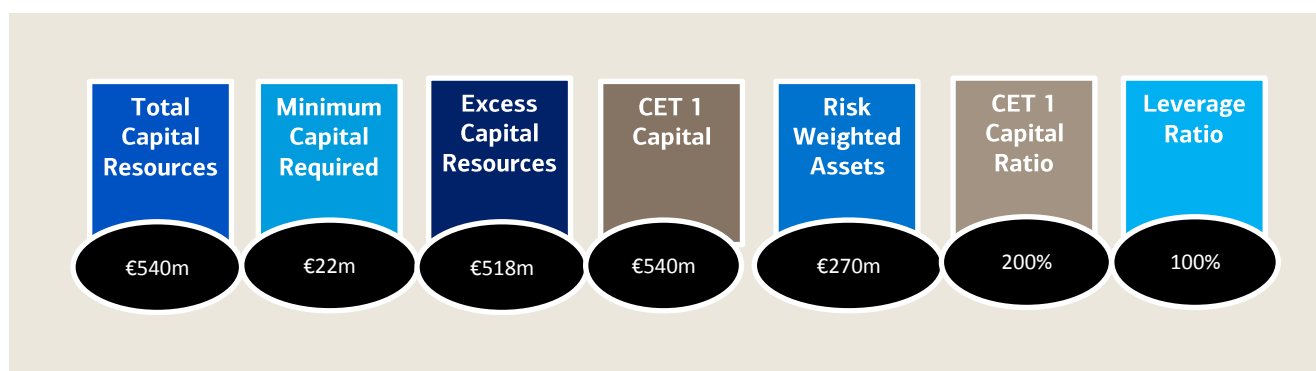 Total
Capital
Resources
€540m
Minimum
Capital
Required
€22m
Excess
Capital
Resources
€518m
CET 1
Capital
€540m
Risk
Weighted
Assets
€270m
CET 1
Capital
Ratio
200%
Leverage
Ratio
100%